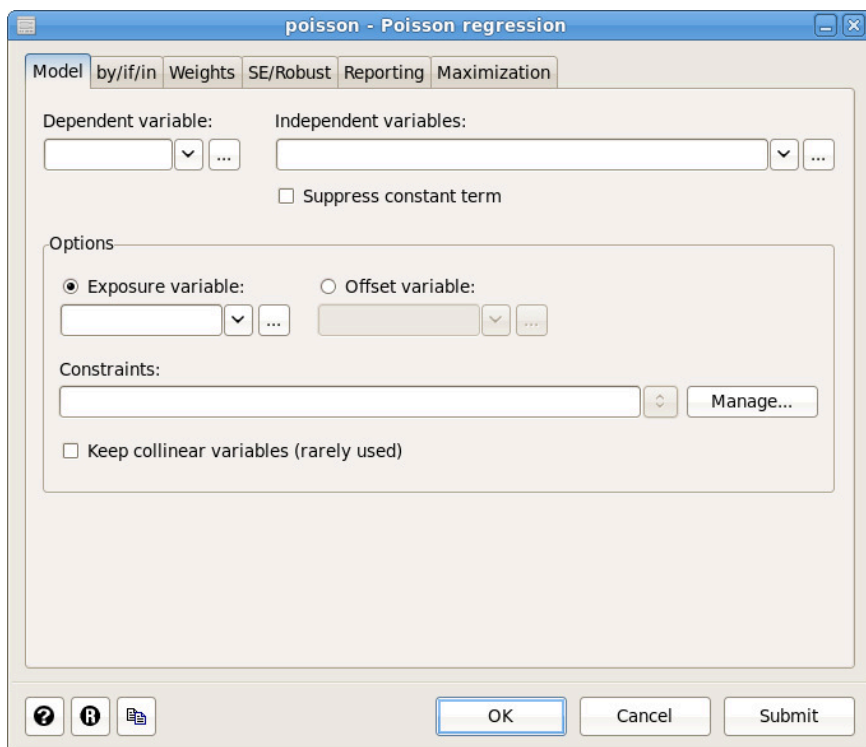 poisson - Poisson regression
Model by/if/in Weights SE/Robust Reporting Maximization
Dependent variable: Independent variables:
... ...
Suppress constant term
Options
Exposure variable: Offset variable:
... ...
Constraints:
Manage...
Keep collinear variables (rarely used)
? R OK Cancel Submit